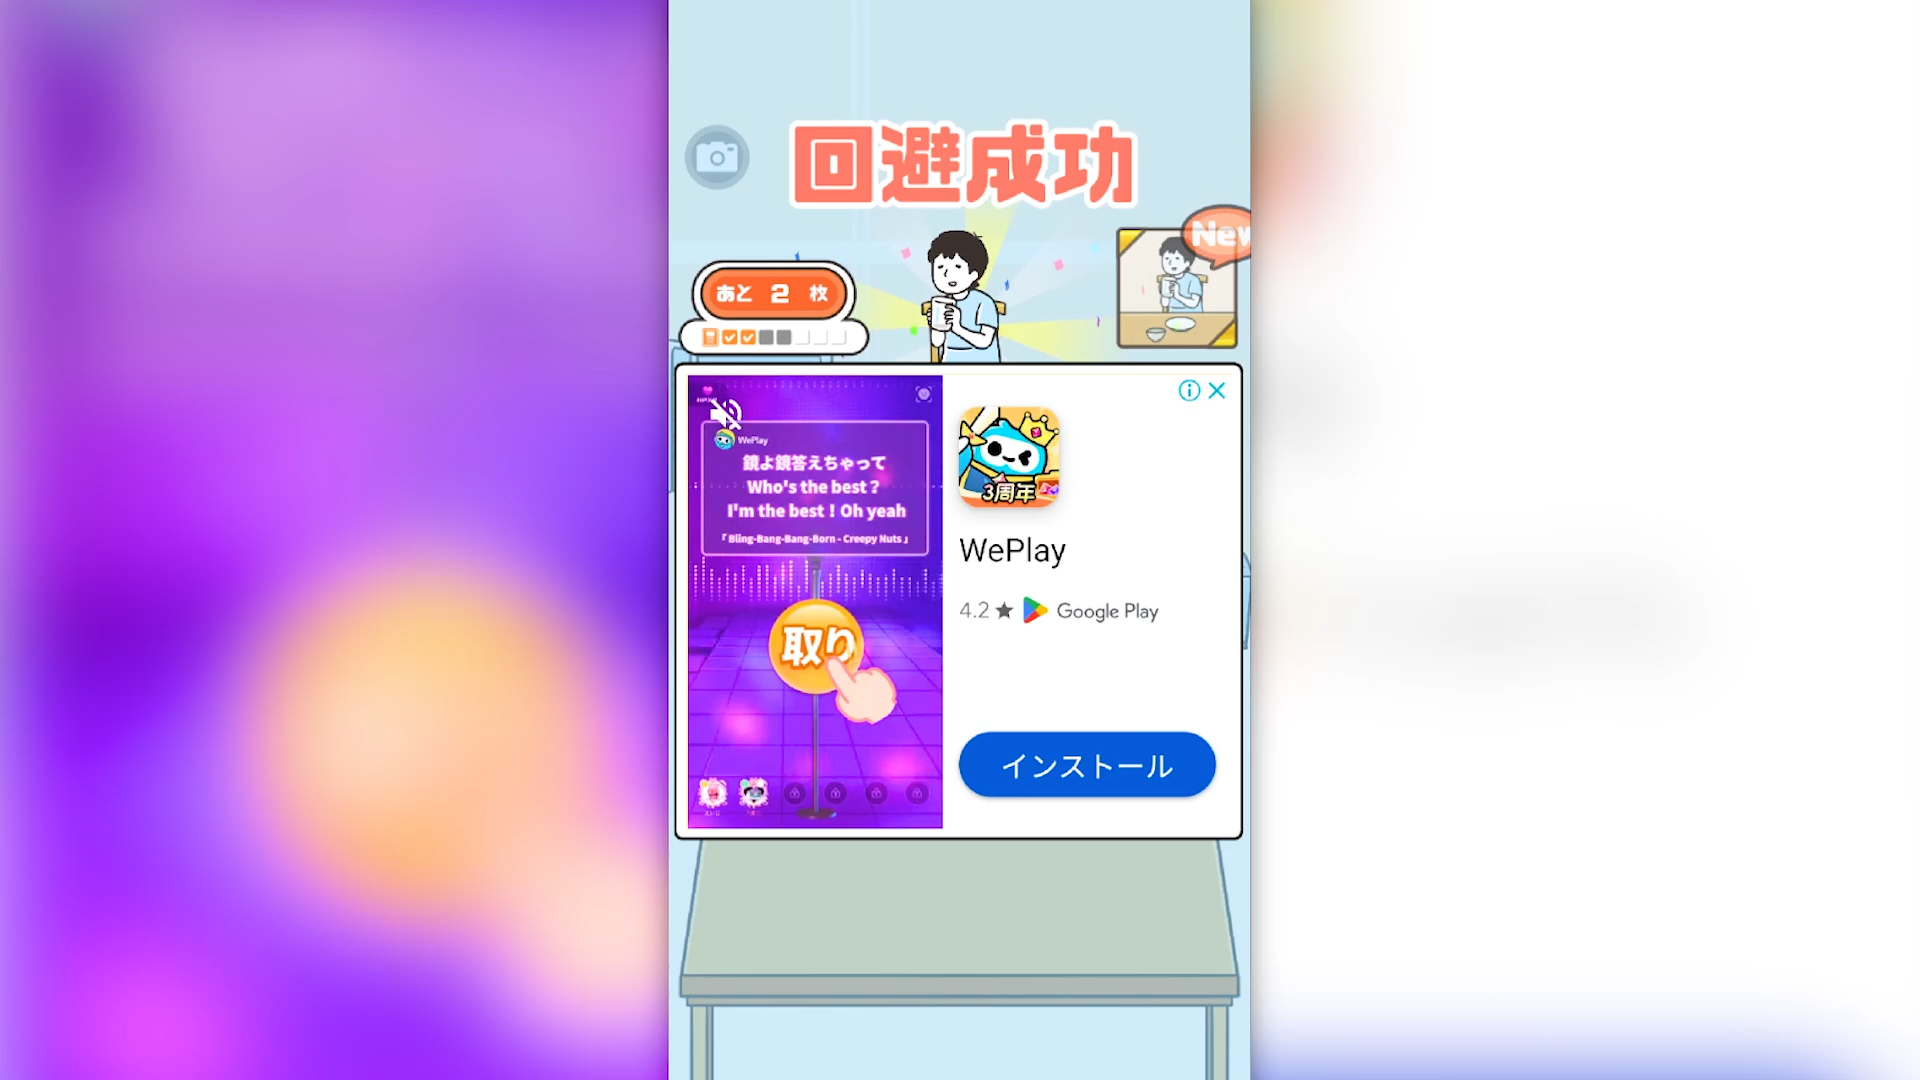 回避成功
New
あと 2 枚
WePlay
鏡よ鏡答えちゃって
Who's the best？
I'm the best！Oh yeah
「Bling-Bang-Bang-Born - Creepy Nuts」
取り
3周年
WePlay
4.2 ★ Google Play
インストール